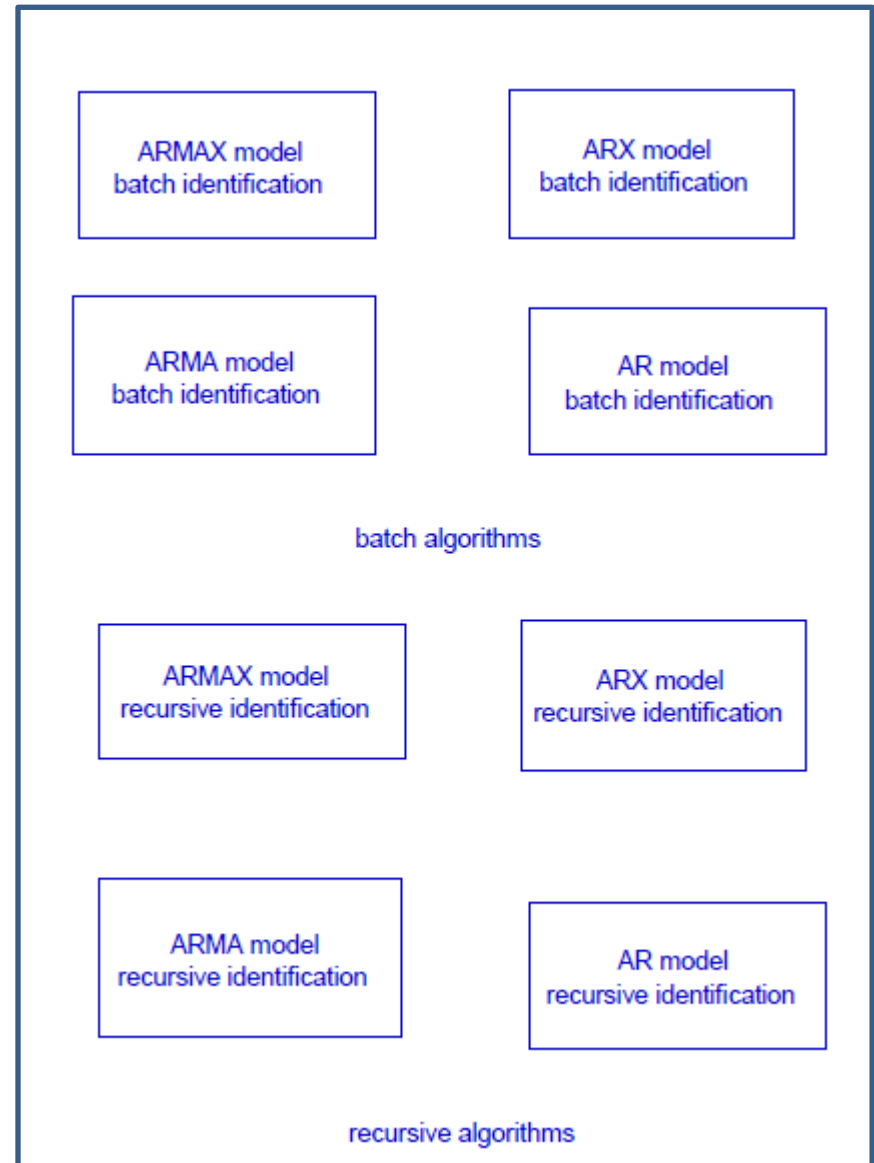 ARMAX model
batch identification
ARX model
batch identification
ARMA model
batch identification
AR model
batch identification
batch algorithms
ARMAX model
recursive identification
ARX model
recursive identification
ARMA model
recursive identification
AR model
recursive identification
recursive algorithms